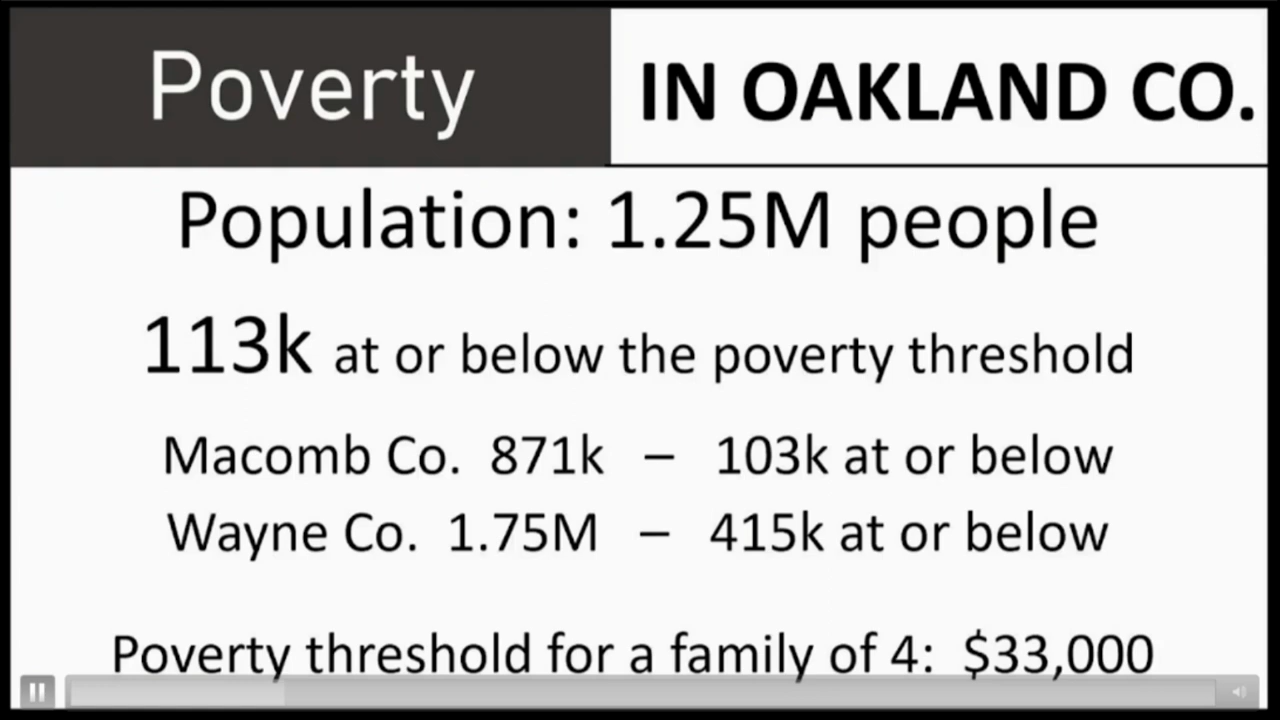 Poverty IN OAKLAND CO.
Population: 1.25M people
113k at or below the poverty threshold
Macomb Co. 871k – 103k at or below
Wayne Co. 1.75M – 415k at or below
Poverty threshold for a family of 4: $33,000